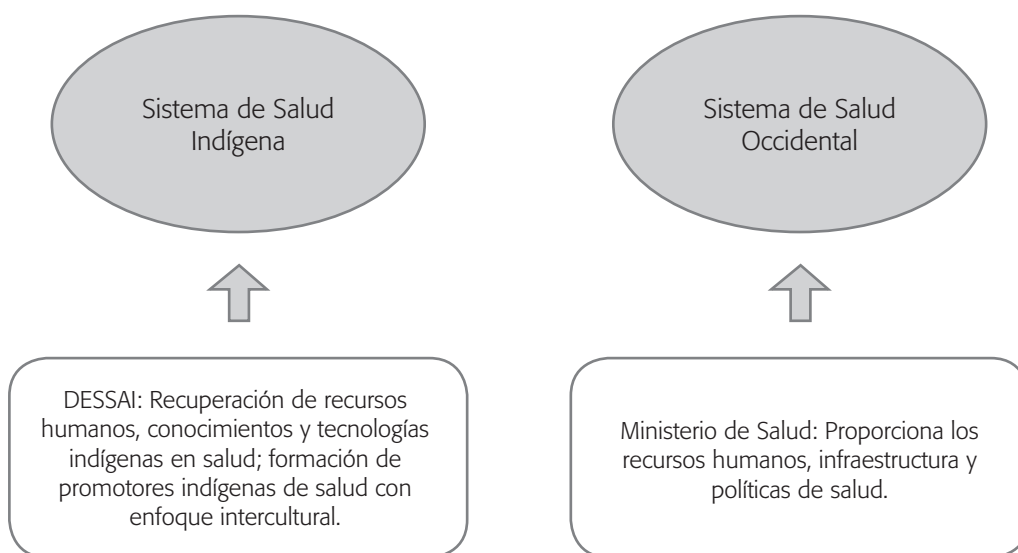 Sistema de Salud
Indígena
Sistema de Salud
Occidental
DESSAI: Recuperación de recursos
humanos, conocimientos y tecnologías
indígenas en salud; formación de
promotores indígenas de salud con
enfoque intercultural.
Ministerio de Salud: Proporciona los
recursos humanos, infraestructura y
políticas de salud.